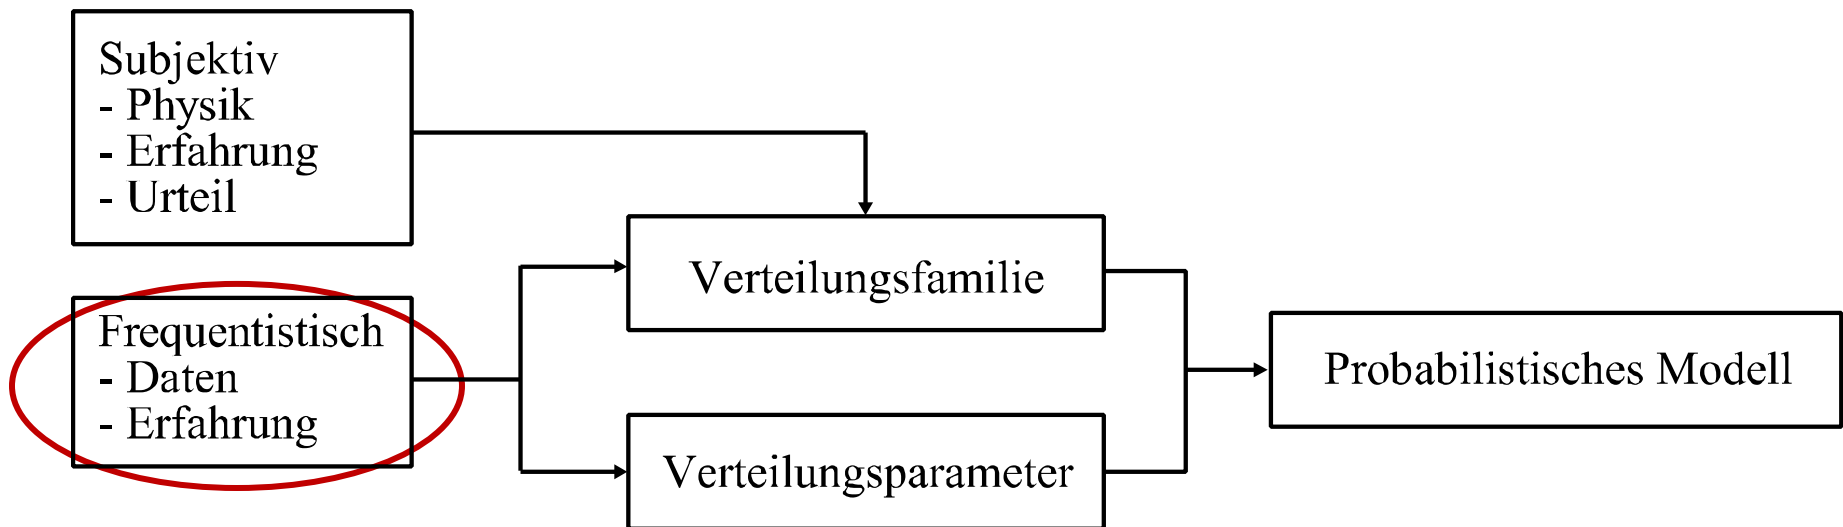 Subjektiv
- Physik
- Erfahrung
- Urteil
Verteilungsfamilie
Frequentistisch
- Daten
- Erfahrung
Probabilistisches Modell
Verteilungsparameter